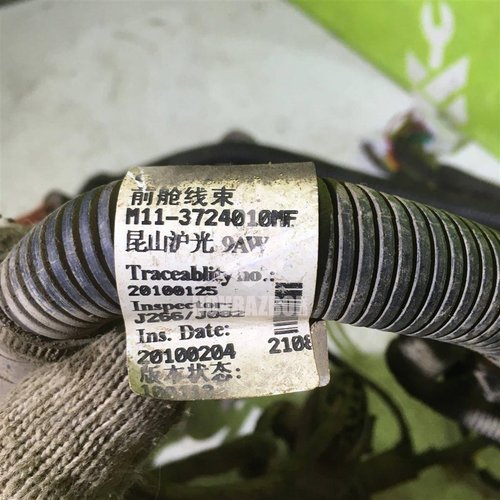 前舱线束
M11-3724010MF
昆山沪光 9AW
Traceablity no.:
20100125
Inspector:
Ins. Date:
20100204 2108
版本状态: